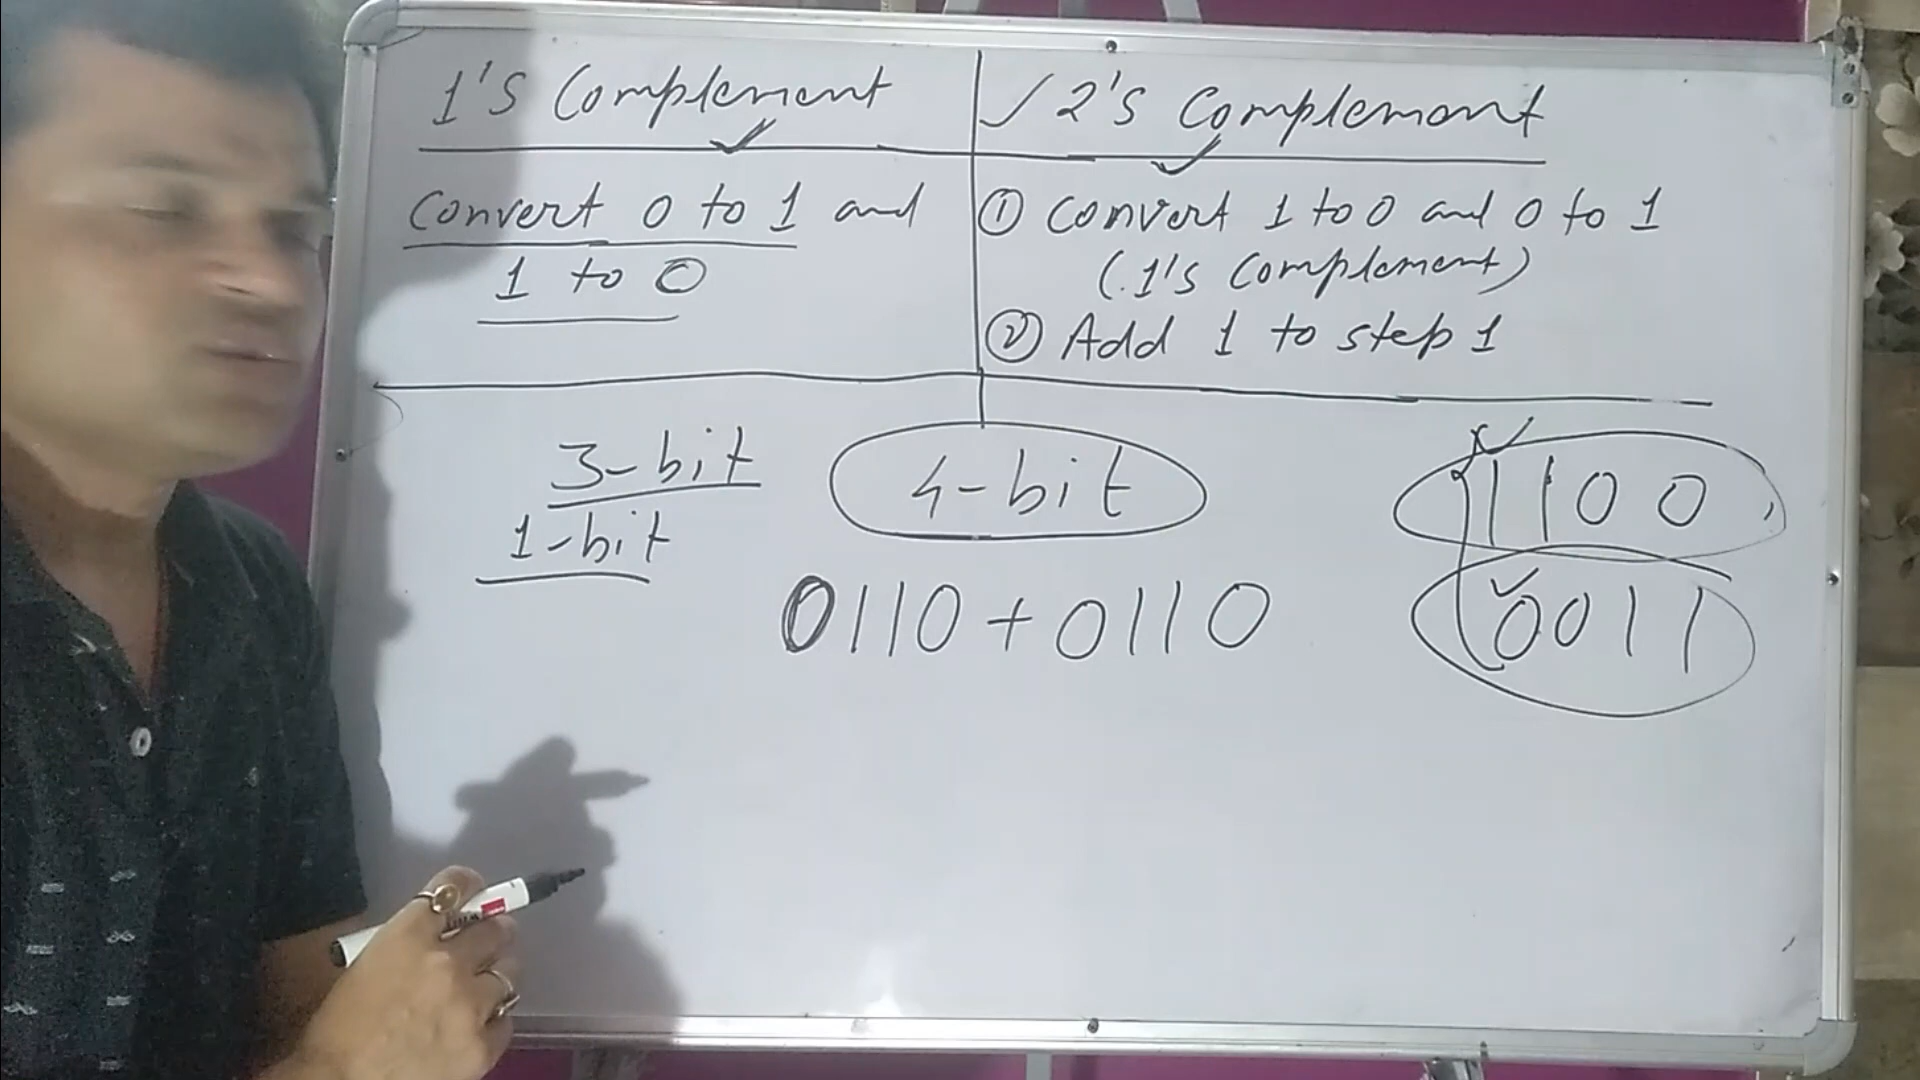 1's Complement
Convert 0 to 1 and
1 to 0
✓ 2's Complement
① Convert 1 to 0 and 0 to 1
(1's Complement)
② Add 1 to step 1
3-bit
1-bit
4-bit
0110 + 0110
1100
0011